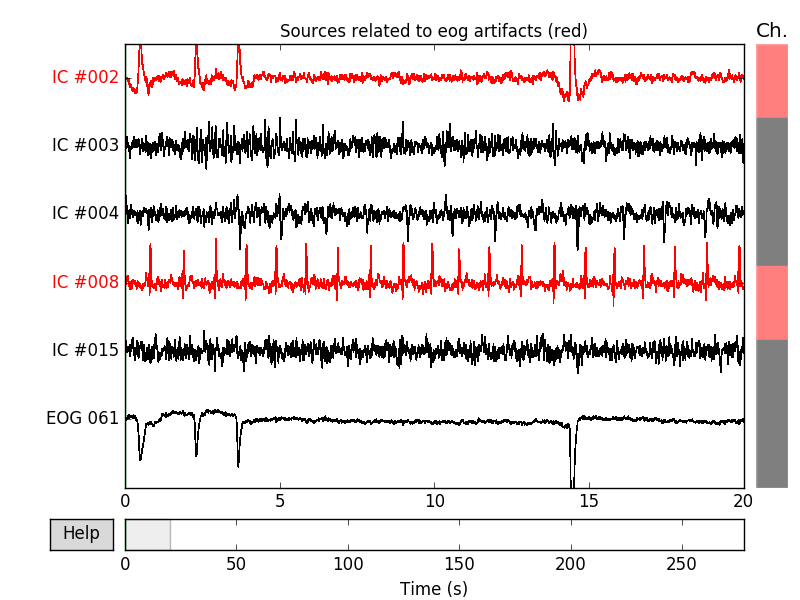 Sources related to eog artifacts (red)
Ch.
IC #002
IC #003
IC #004
IC #008
IC #015
EOG 061
0 5 10 15 20
Help
0 50 100 150 200 250
Time (s)